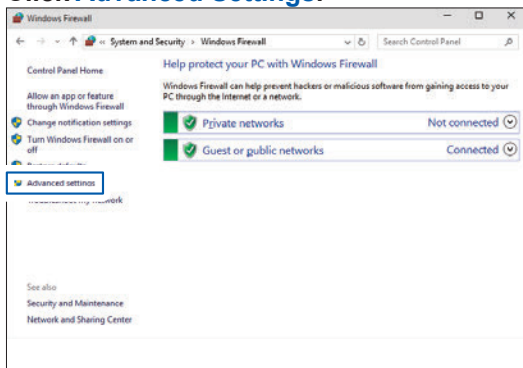 Click Advanced Settings.
Windows Firewall
« System and Security › Windows Firewall
Search Control Panel
Control Panel Home
Allow an app or feature
through Windows Firewall
Change notification settings
Turn Windows Firewall on or
off
Advanced settings
See also
Security and Maintenance
Network and Sharing Center
Help protect your PC with Windows Firewall
Windows Firewall can help prevent hackers or malicious software from gaining access to your
PC through the Internet or a network.
Private networks Not connected
Guest or public networks Connected